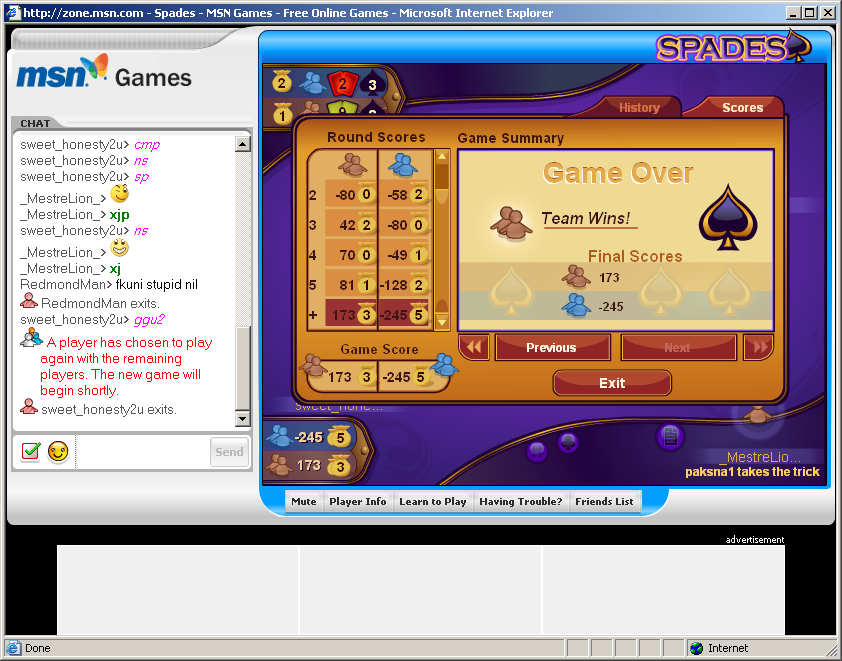 http://zone.msn.com - Spades - MSN Games - Free Online Games - Microsoft Internet Explorer
msn Games
CHAT
sweet_honesty2u> cmp
sweet_honesty2u> ns
sweet_honesty2u> sp
_MestreLion_>
_MestreLion_> xjp
sweet_honesty2u> ns
_MestreLion_>
_MestreLion_> xj
RedmondMan> fkuni stupid nil
RedmondMan exits.
sweet_honesty2u> ggu2
A player has chosen to play
again with the remaining
players. The new game will
begin shortly.
sweet_honesty2u exits.
Send
SPADES
2 2 3
1
History
Scores
Round Scores
2 -80 0 -58 2
3 42 2 -80 0
4 70 0 -49 1
5 81 1 -128 2
+ 173 3 -245 5
Game Score
173 3 -245 5
Game Summary
Game Over
Team Wins!
Final Scores
173
-245
Previous
Next
Exit
sweet_hone...
-245 5
173 3
_MestreLio...
paksna1 takes the trick
Mute
Player Info
Learn to Play
Having Trouble?
Friends List
advertisement
Done
Internet